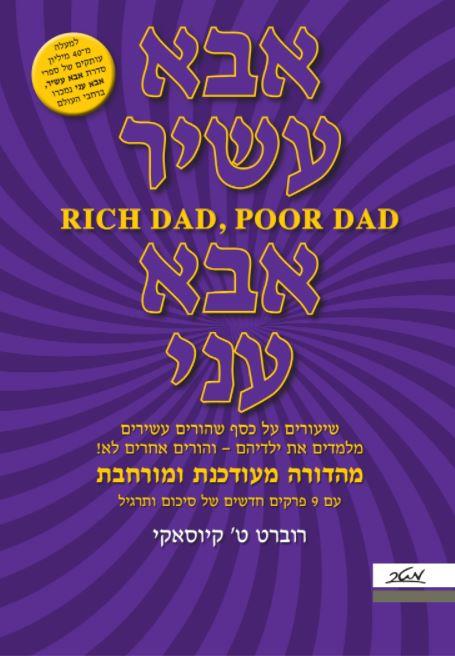 למעלה
מ־40 מיליון
עותקים של ספרי
סדרת אבא עשיר,
אבא עני נמכרו
ברחבי העולם
אבא
עשיר
RICH DAD, POOR DAD
אבא
עני
שיעורים על כסף שהורים עשירים
מלמדים את ילדיהם – והורים אחרים לא!
מהדורה מעודכנת ומורחבת
עם 9 פרקים חדשים של סיכום ותרגיל
רוברט ט' קיוסאקי
מטר